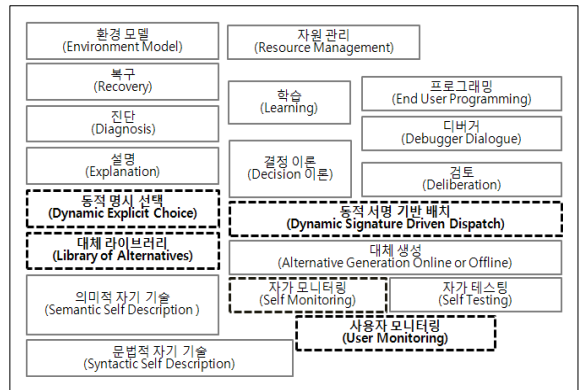 환경 모델
(Environment Model)
자원 관리
(Resource Management)
복구
(Recovery)
학습
(Learning)
프로그래밍
(End User Programming)
진단
(Diagnosis)
디버거
(Debugger Dialogue)
설명
(Explanation)
결정 이론
(Decision 이론)
검토
(Deliberation)
동적 명시 선택
(Dynamic Explicit Choice)
동적 서명 기반 배치
(Dynamic Signature Driven Dispatch)
대체 라이브러리
(Library of Alternatives)
대체 생성
(Alternative Generation Online or Offline)
의미적 자기 기술
(Semantic Self Description )
자가 모니터링
(Self Monitoring)
자가 테스팅
(Self Testing)
사용자 모니터링
(User Monitoring)
문법적 자기 기술
(Syntactic Self Description)